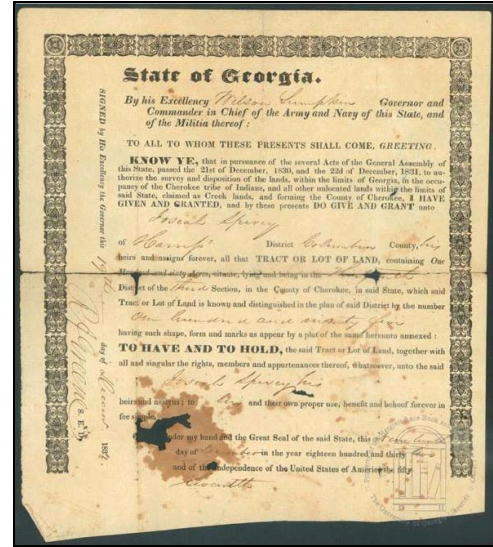 State of Georgia.
By his Excellency Wilson Lumpkin Governor and
Commander in Chief of the Army and Navy of this State, and
of the Militia thereof:
TO ALL TO WHOM THESE PRESENTS SHALL COME, GREETING.
KNOW YE, that in pursuance of the several Acts of the General Assembly of
this State, passed the 21st of December, 1830, and the 22d of December, 1831, to au-
thorise the survey and disposition of the lands, within the limits of Georgia, in the occu-
pancy of the Cherokee tribe of Indians, and all other unlocated lands within the limits of
said State, claimed as Creek lands, and forming the County of Cherokee, I HAVE
GIVEN AND GRANTED, and by these presents DO GIVE AND GRANT unto
Josiah Spivey
of District Columbia County, his
heirs and assigns forever, all that TRACT OR LOT OF LAND, containing One
Hundred and sixty Acres, situate, lying and being in the
District of the third Section, in the County of Cherokee, in said State, which said
Tract or Lot of Land is known and distinguished in the plan of said District by the number
One hundred and
having such shape, form and marks as appear by a plat of the same hereunto annexed:
TO HAVE AND TO HOLD, the said Tract or Lot of Land, together with
all and singular the rights, members and appurtenances thereof, whatsoever, unto the said
Josiah Spivey his
heirs and assigns; to his and their own proper use, benefit and behoof forever in
fee simple.
under my hand and the Great Seal of the said State, this
day of December in the year eighteen hundred and thirty two
and of the Independence of the United States of America the fifty
Seventh
SIGNED by His Excellency the Governor this day of 1832
S. E. D.